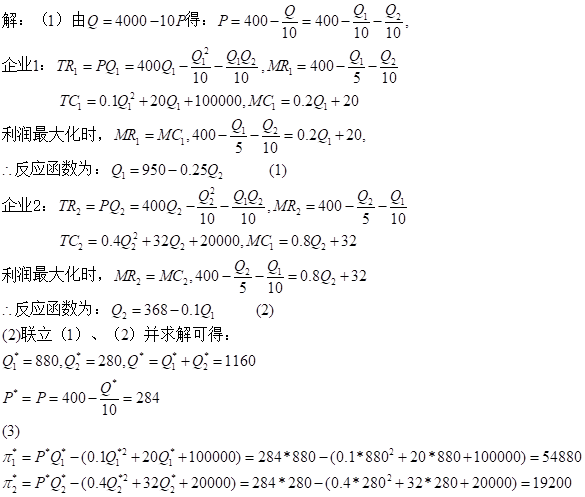 解：（1）由Q＝4000－10P得：P＝400－Q/10＝400－Q₁/10－Q₂/10,
企业1：TR₁＝PQ₁＝400Q₁－Q₁²/10－Q₁Q₂/10,MR₁＝400－Q₁/5－Q₂/10
TC₁＝0.1Q₁²+20Q₁+100000,MC₁＝0.2Q₁+20
利润最大化时，MR₁＝MC₁,400－Q₁/5－Q₂/10＝0.2Q₁+20,
∴反应函数为：Q₁＝950－0.25Q₂ (1)
企业2：TR₂＝PQ₂＝400Q₂－Q₂²/10－Q₁Q₂/10,MR₂＝400－Q₂/5－Q₁/10
TC₂＝0.4Q₂²+32Q₂+20000,MC₁＝0.8Q₂+32
利润最大化时，MR₂＝MC₂,400－Q₂/5－Q₁/10＝0.8Q₂+32
∴反应函数为：Q₂＝368－0.1Q₁ (2)
(2)联立（1）、（2）并求解可得：
Q₁*＝880,Q₂*＝280,Q*＝Q₁*+Q₂*＝1160
P*＝P＝400－Q*/10＝284
(3)
π₁*＝P*Q₁*－(0.1Q₁*²+20Q₁*+100000)＝284*880－(0.1*880²+20*880+100000)＝54880
π₂*＝P*Q₂*－(0.4Q₂*²+32Q₂*+20000)＝284*280－(0.4*280²+32*280+20000)＝19200